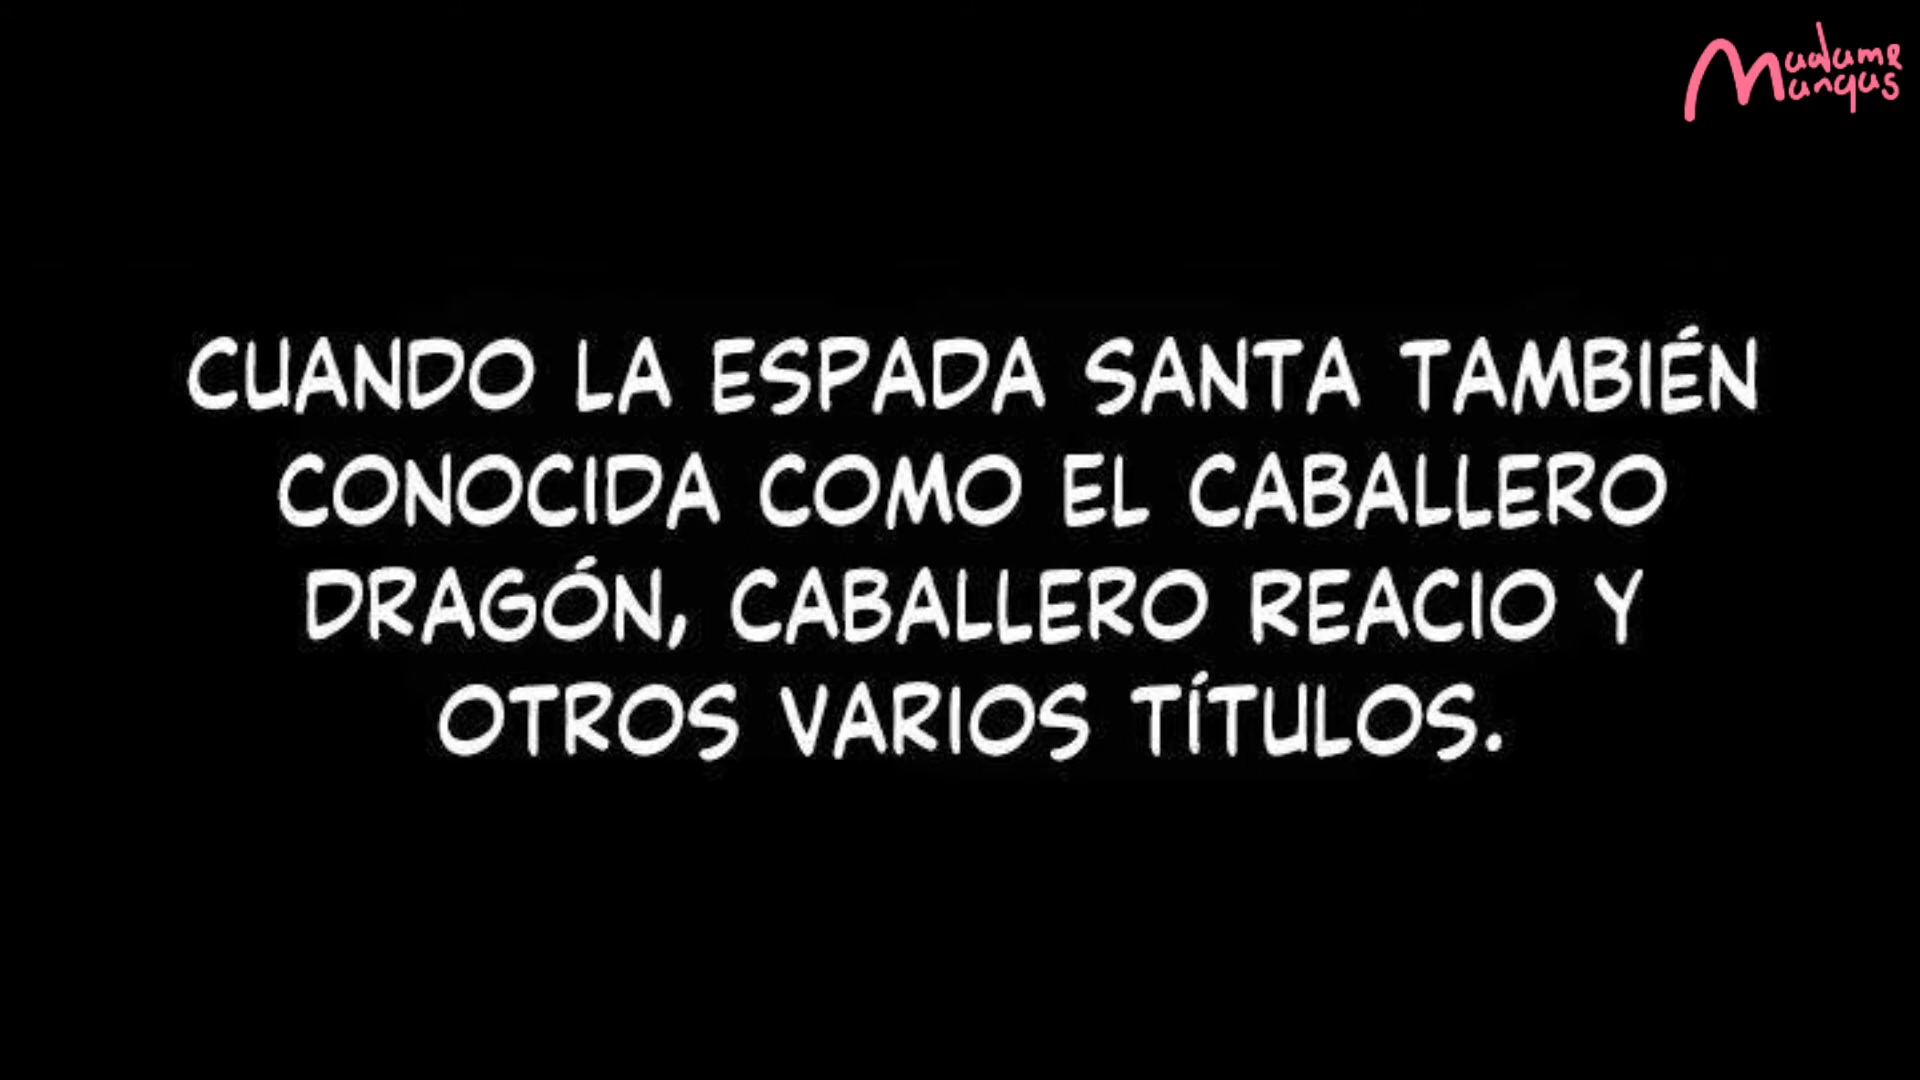 Madame
Mangas
CUANDO LA ESPADA SANTA TAMBIÉN
CONOCIDA COMO EL CABALLERO
DRAGÓN, CABALLERO REACIO Y
OTROS VARIOS TÍTULOS.